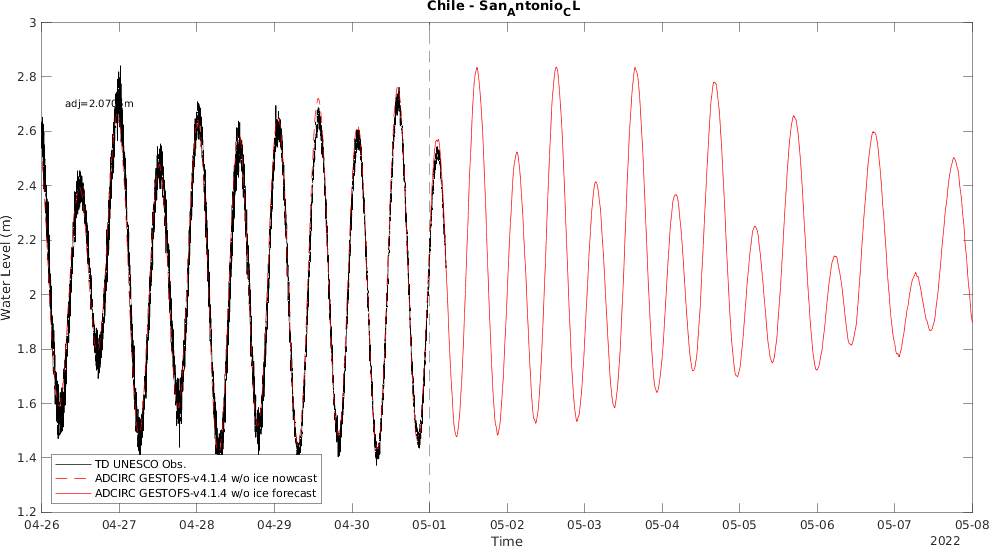 Chile - San_Antonio_CL
3
2.8
adj=2.0705m
2.6
2.4
2.2
2
1.8
1.6
1.4
1.2
Water Level (m)
TD UNESCO Obs.
ADCIRC GESTOFS-v4.1.4 w/o ice nowcast
ADCIRC GESTOFS-v4.1.4 w/o ice forecast
04-26 04-27 04-28 04-29 04-30 05-01 05-02 05-03 05-04 05-05 05-06 05-07 05-08
Time
2022